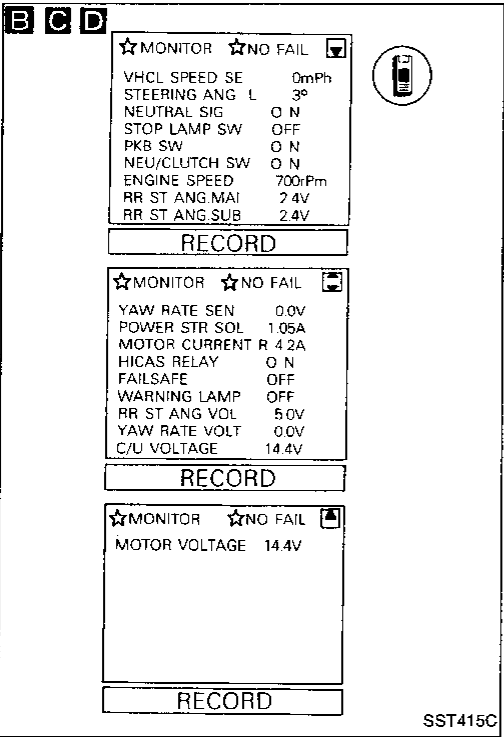 B C D
☆MONITOR ☆NO FAIL
VHCL SPEED SE 0mPh
STEERING ANG L 3º
NEUTRAL SIG O N
STOP LAMP SW OFF
PKB SW O N
NEU/CLUTCH SW O N
ENGINE SPEED 700rPm
RR ST ANG.MAI 2.4V
RR ST ANG.SUB 2.4V
RECORD
☆MONITOR ☆NO FAIL
YAW RATE SEN 0.0V
POWER STR SOL 1.05A
MOTOR CURRENT R 4.2A
HICAS RELAY O N
FAILSAFE OFF
WARNING LAMP OFF
RR ST ANG VOL 5.0V
YAW RATE VOLT 0.0V
C/U VOLTAGE 14.4V
RECORD
☆MONITOR ☆NO FAIL
MOTOR VOLTAGE 14.4V
RECORD
SST415C